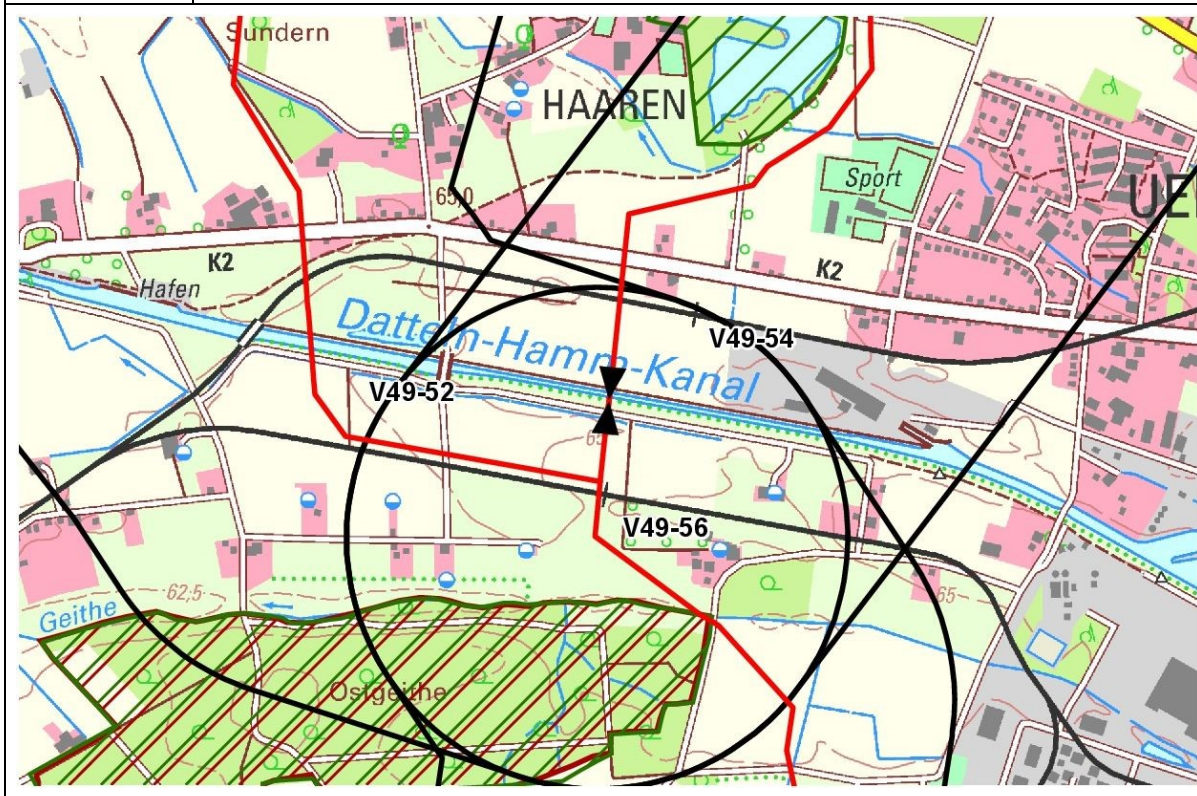 Sundern
HAAREN
65,0
Sport
UE
K2
K2
Hafen
Datteln-Hamm-Kanal
V49-54
V49-52
65
V49-56
62,5
65
Geithe
Ostgeithe